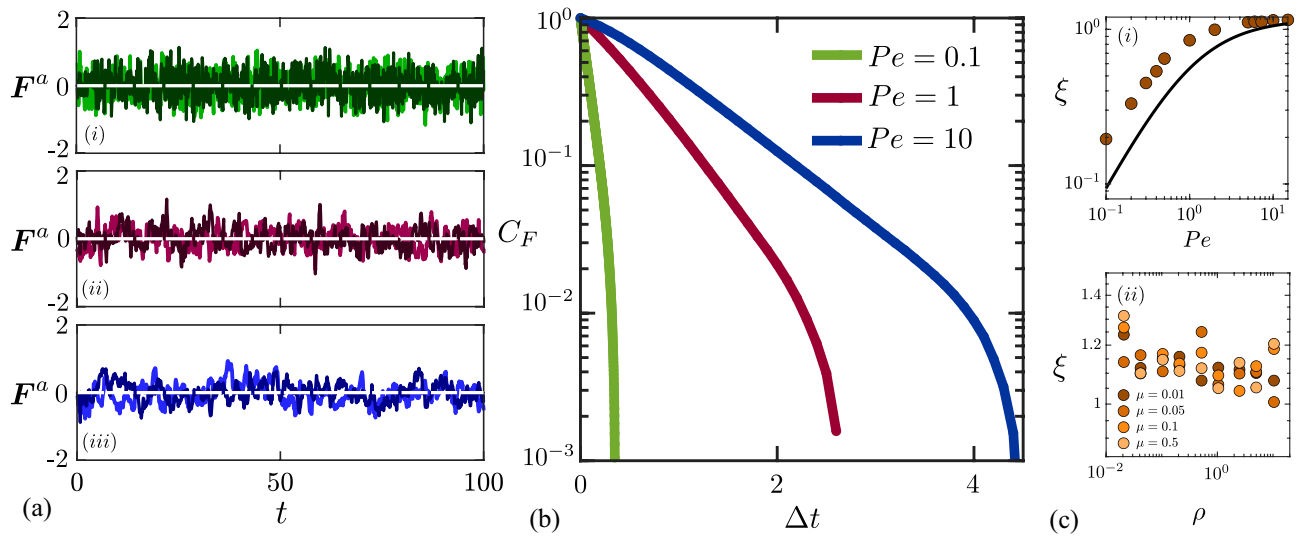 2
F^a 0
(i)
-2
2
F^a 0
(ii)
-2
2
F^a 0
(iii)
-2
0 50 100
t
(a)
10^0
10^-1
C_F
10^-2
10^-3
Pe = 0.1
Pe = 1
Pe = 10
0 2 4
Δt
(b)
10^0
(i)
ξ
10^-1
10^-1 10^0 10^1
Pe
1.4
(ii)
1.2
ξ
1
μ = 0.01
μ = 0.05
μ = 0.1
μ = 0.5
10^-2 10^0
ρ
(c)